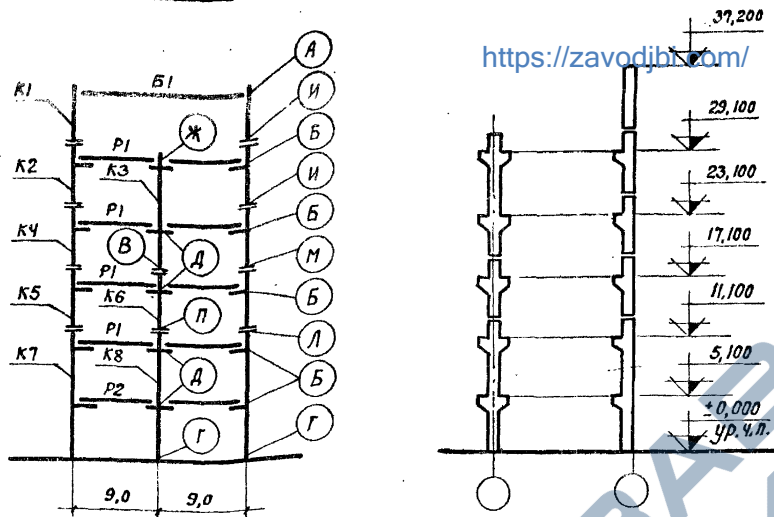 https://zavodjbi.com/
37,200
29,100
23,100
17,100
11,100
5,100
±0,000
ур.ч.п.
А
Б1
К1
И
Ж
Б
Р1
К2
К3
И
Р1
Б
К4
В
Д
М
Р1
К5
К6
Б
П
Р1
Л
К7
К8
Д
Б
Р2
Г
Г
9,0
9,0